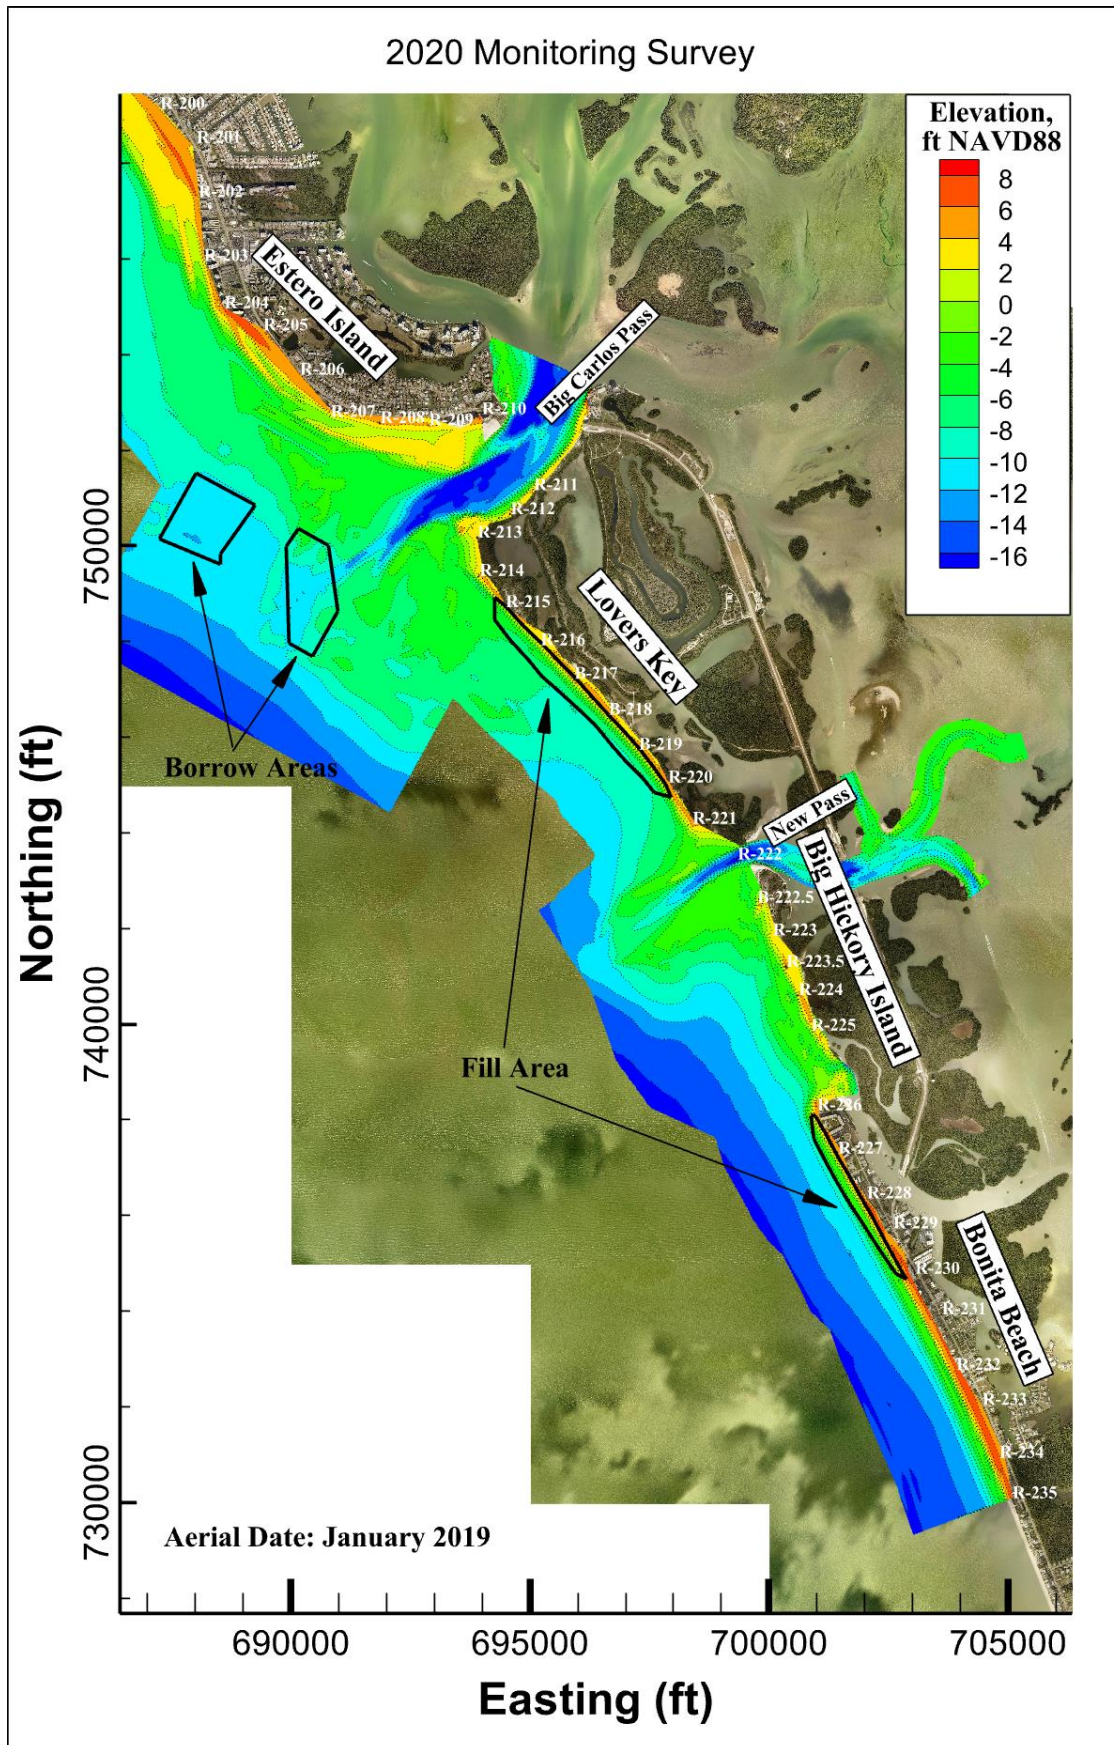 2020 Monitoring Survey
Elevation,
ft NAVD88
8
6
4
2
0
-2
-4
-6
-8
-10
-12
-14
-16
R-200
R-201
R-202
R-203
R-204
R-205
R-206
R-207
R-208
R-209
R-210
Estero Island
Big Carlos Pass
R-211
R-212
R-213
R-214
R-215
R-216
B-217
B-218
B-219
R-220
R-221
Lovers Key
Borrow Areas
New Pass
R-222
B-222.5
R-223
R-223.5
R-224
R-225
Big Hickory Island
Fill Area
R-226
R-227
R-228
R-229
R-230
R-231
R-232
R-233
R-234
R-235
Bonita Beach
Aerial Date: January 2019
Northing (ft)
750000
740000
730000
690000
695000
700000
705000
Easting (ft)